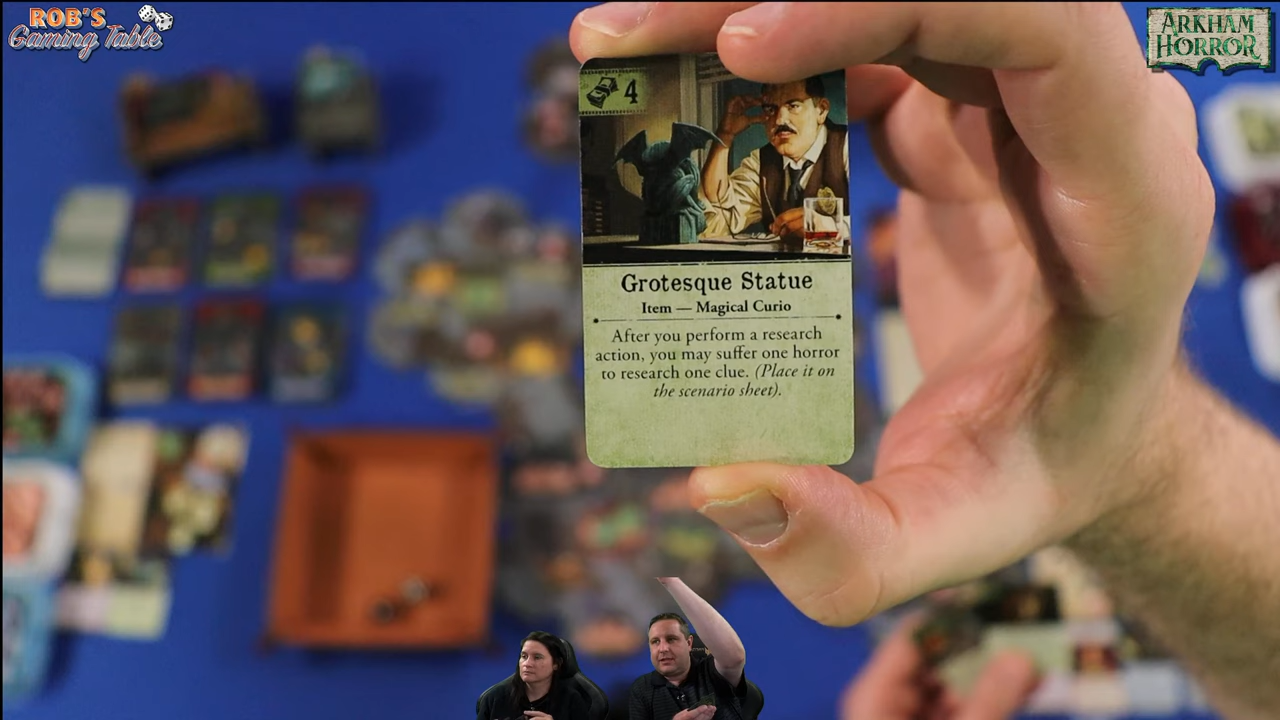 ROB'S
Gaming Table
ARKHAM
HORROR
4
Grotesque Statue
Item — Magical Curio
After you perform a research
action, you may suffer one horror
to research one clue. (Place it on
the scenario sheet).